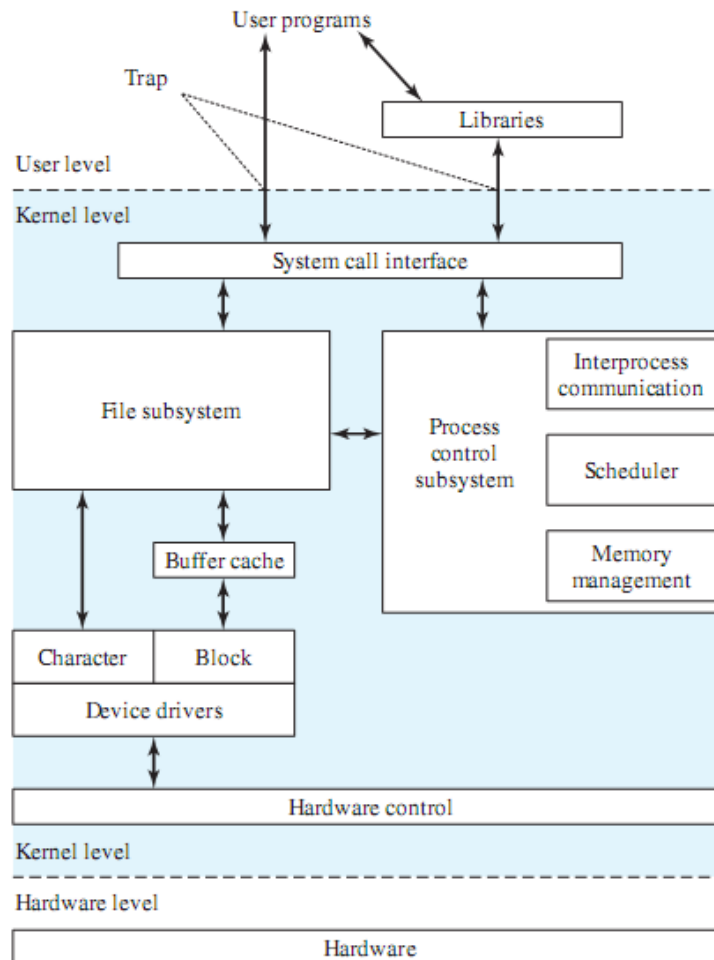 User programs
Trap
Libraries
User level
Kernel level
System call interface
File subsystem
Process
control
subsystem
Interprocess
communication
Scheduler
Memory
management
Buffer cache
Character
Block
Device drivers
Hardware control
Kernel level
Hardware level
Hardware